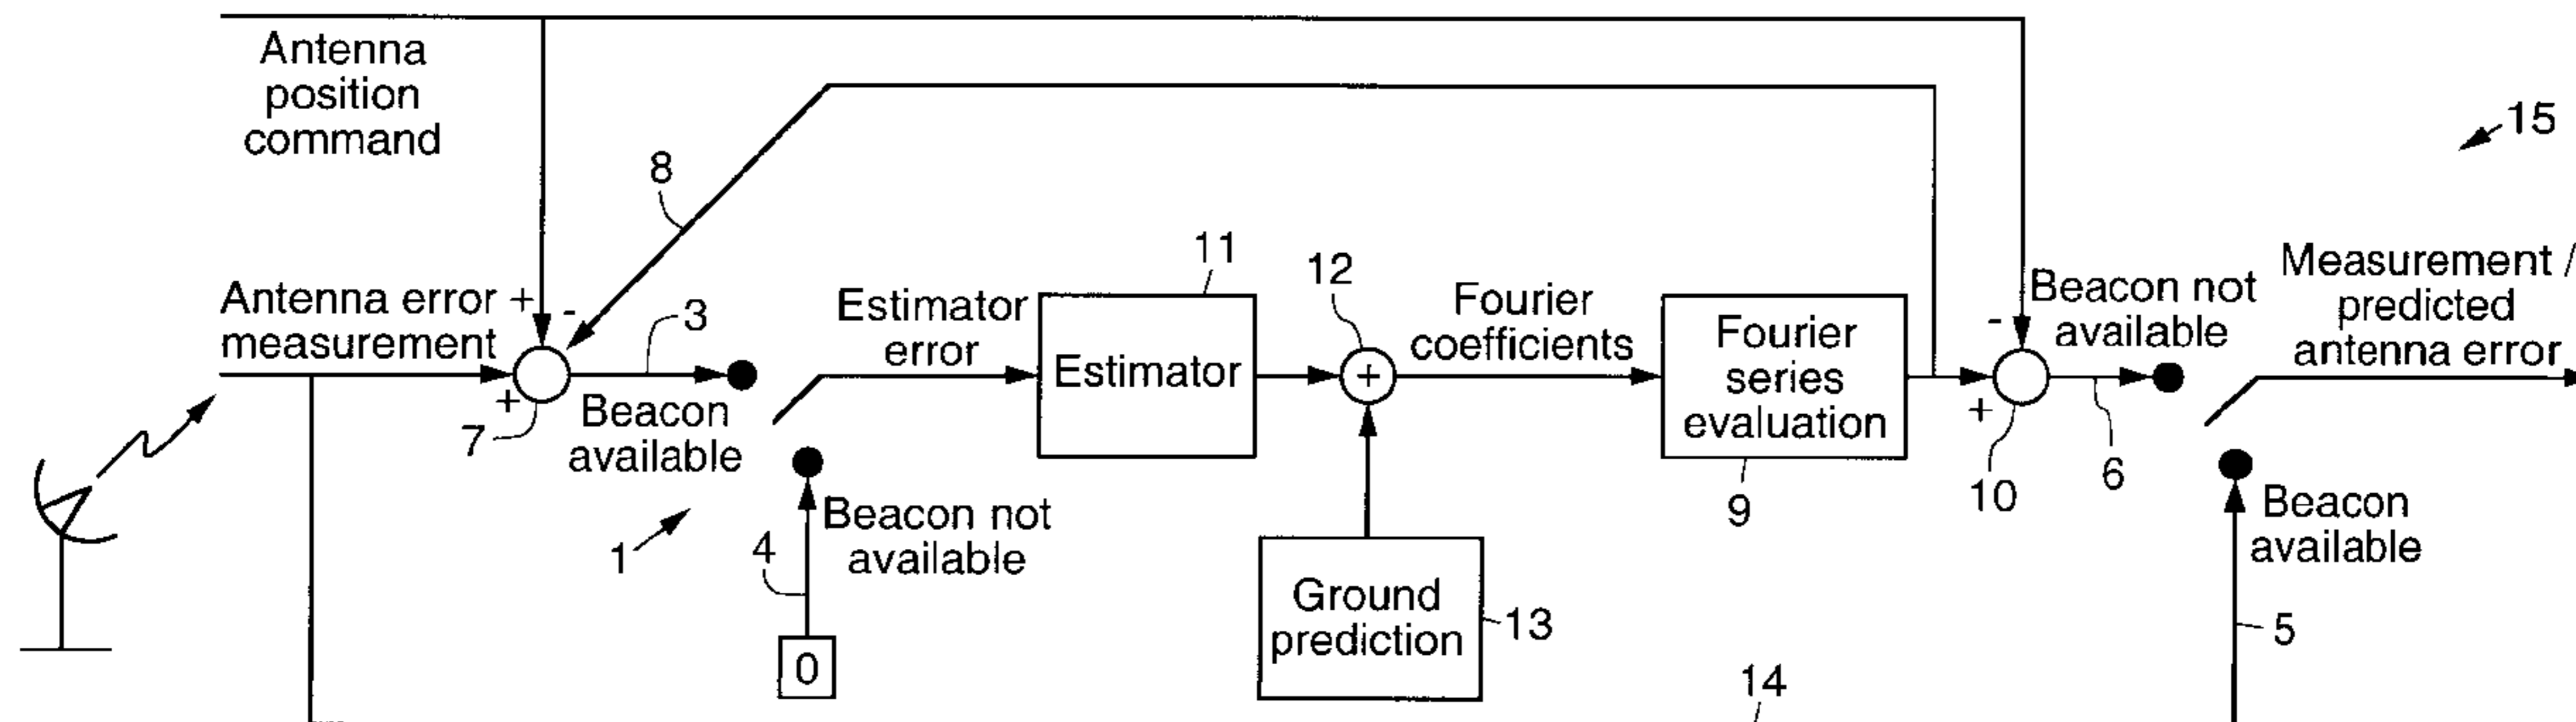 Antenna
position
command
15
8
11
12
Antenna error
measurement
+
-
+
7
3
Beacon
available
Estimator
error
Estimator
+
Fourier
coefficients
Fourier
series
evaluation
9
-
+
10
Beacon not
available
6
Measurement /
predicted
antenna error
1
4
Beacon not
available
0
Ground
prediction
13
Beacon
available
5
14